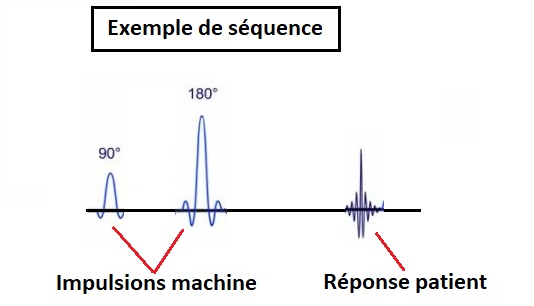 Exemple de séquence
180°
90°
Impulsions machine
Réponse patient